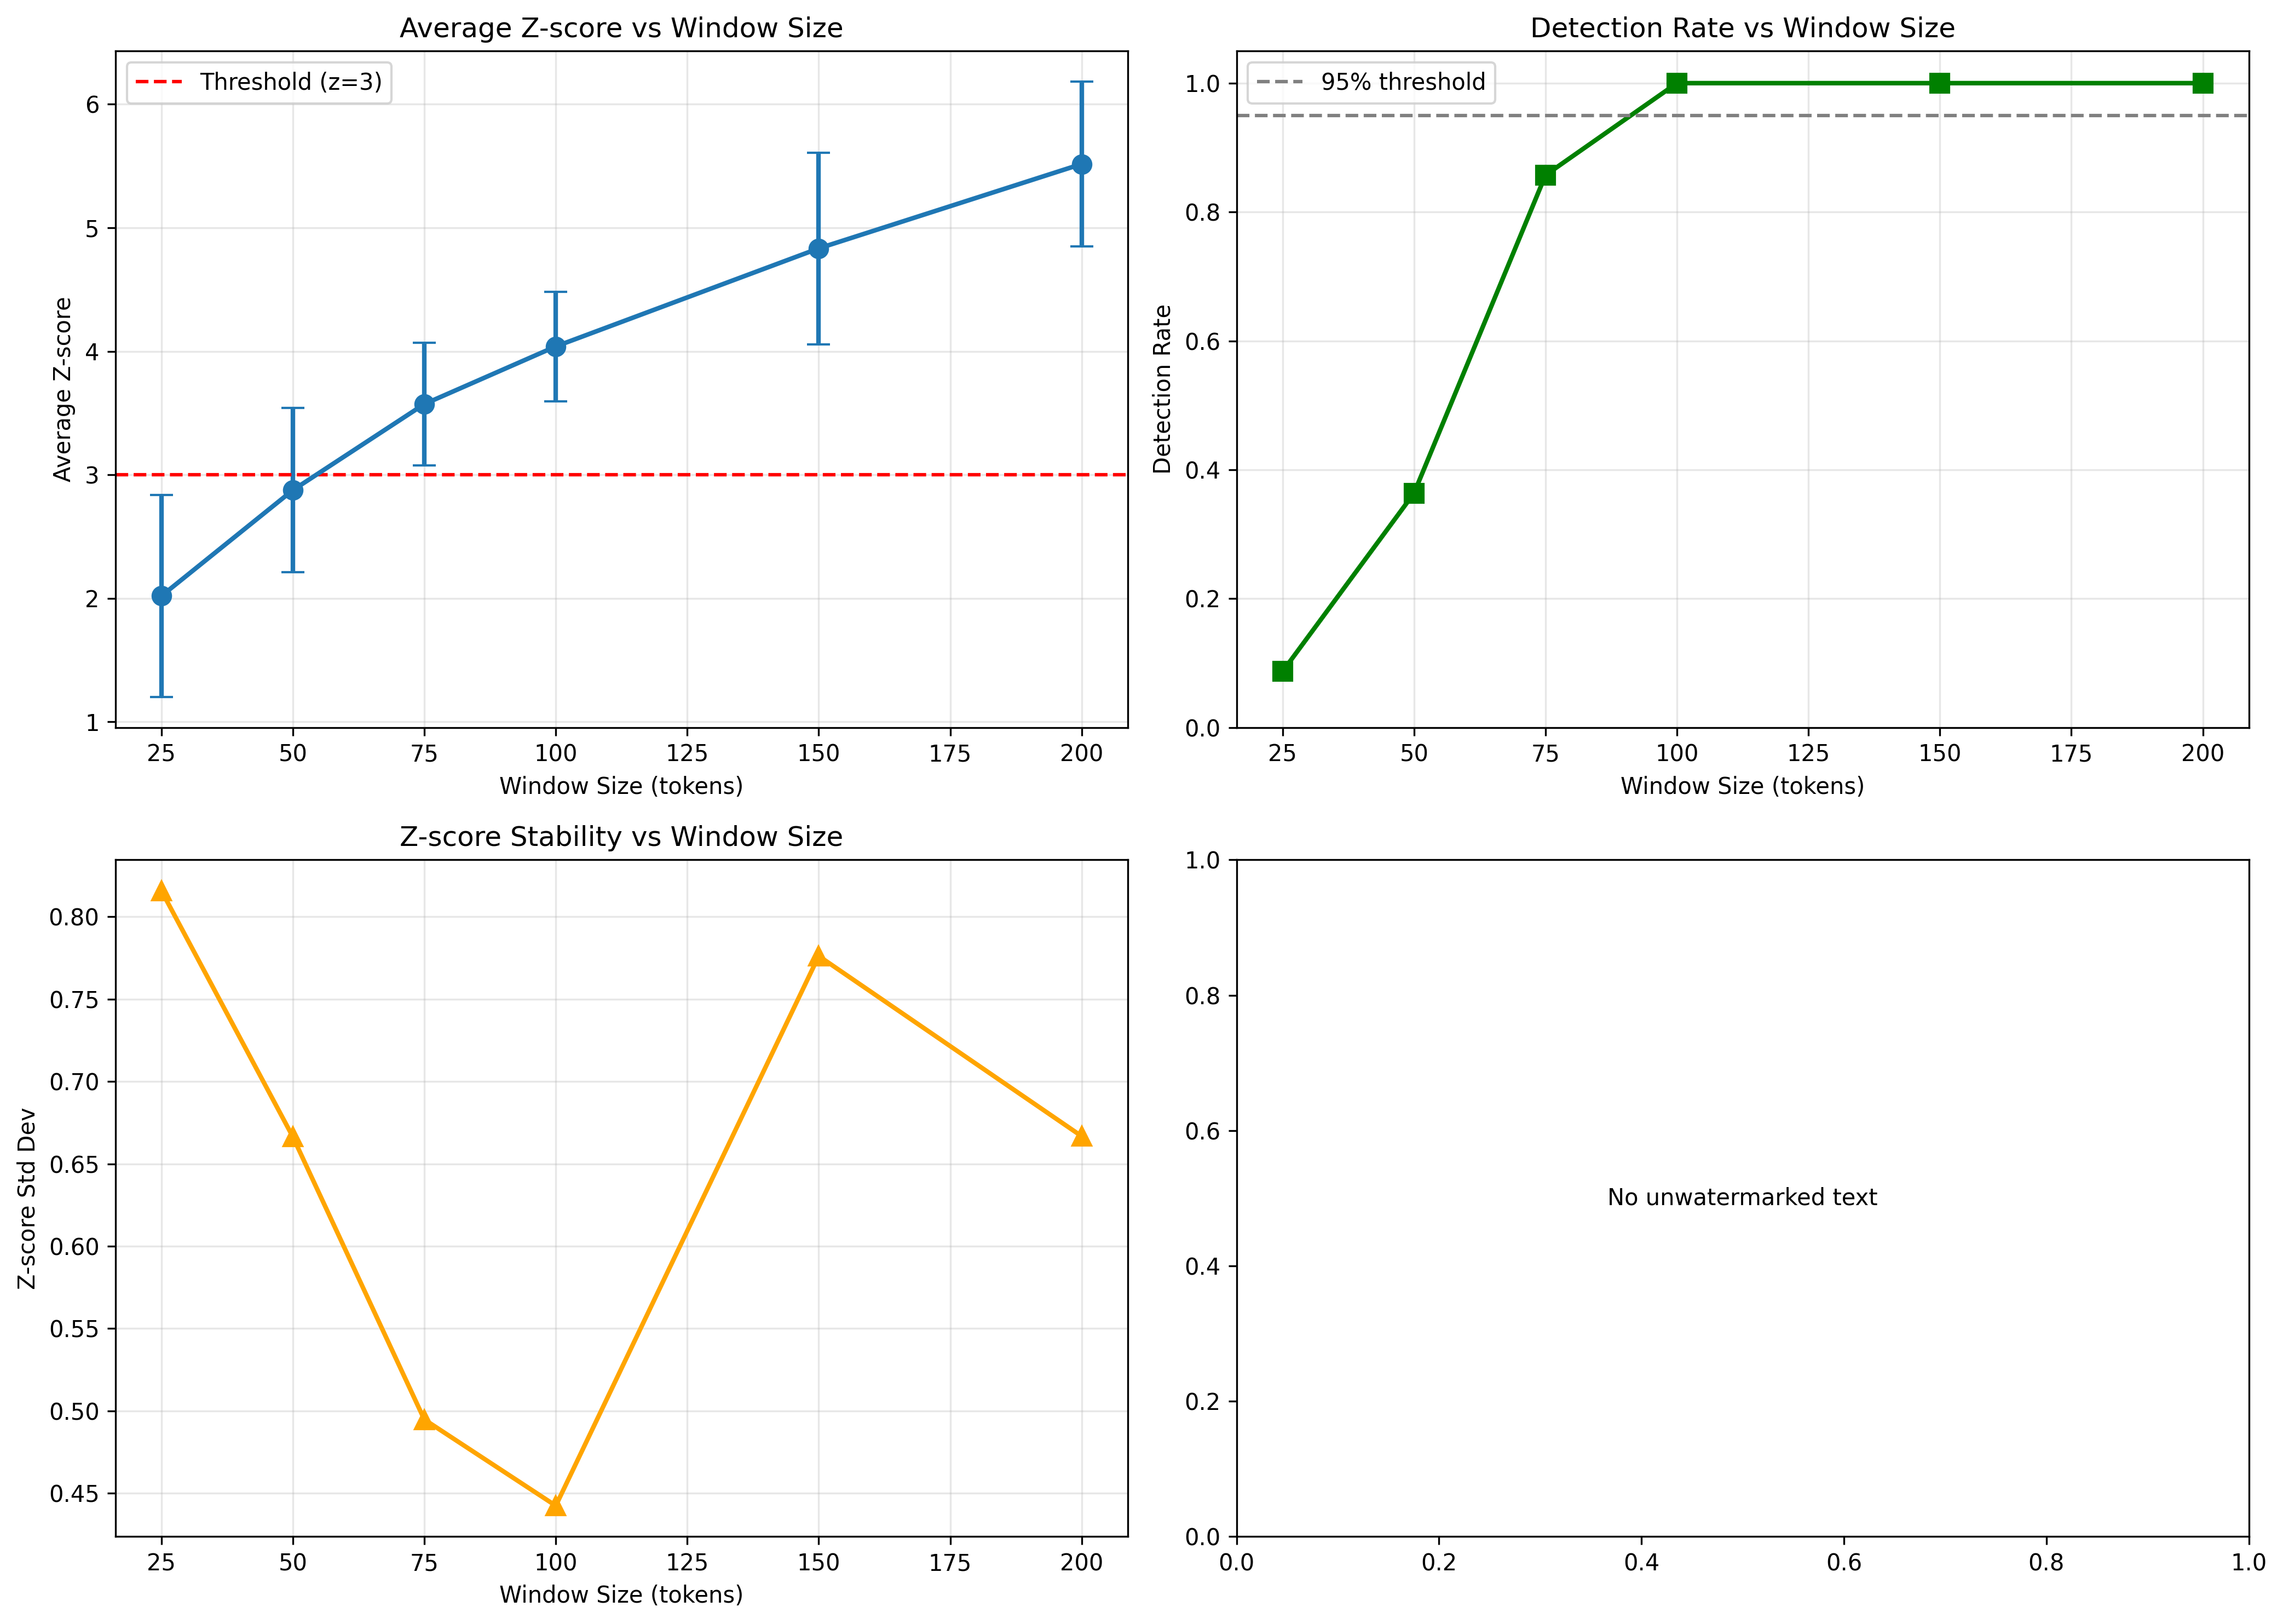 Average Z-score vs Window Size
Threshold (z=3)
6
5
4
3
2
1
Average Z-score
25 50 75 100 125 150 175 200
Window Size (tokens)
Detection Rate vs Window Size
95% threshold
1.0
0.8
0.6
0.4
0.2
0.0
Detection Rate
25 50 75 100 125 150 175 200
Window Size (tokens)
Z-score Stability vs Window Size
0.80
0.75
0.70
0.65
0.60
0.55
0.50
0.45
Z-score Std Dev
25 50 75 100 125 150 175 200
Window Size (tokens)
1.0
0.8
0.6
0.4
0.2
0.0
No unwatermarked text
0.0 0.2 0.4 0.6 0.8 1.0